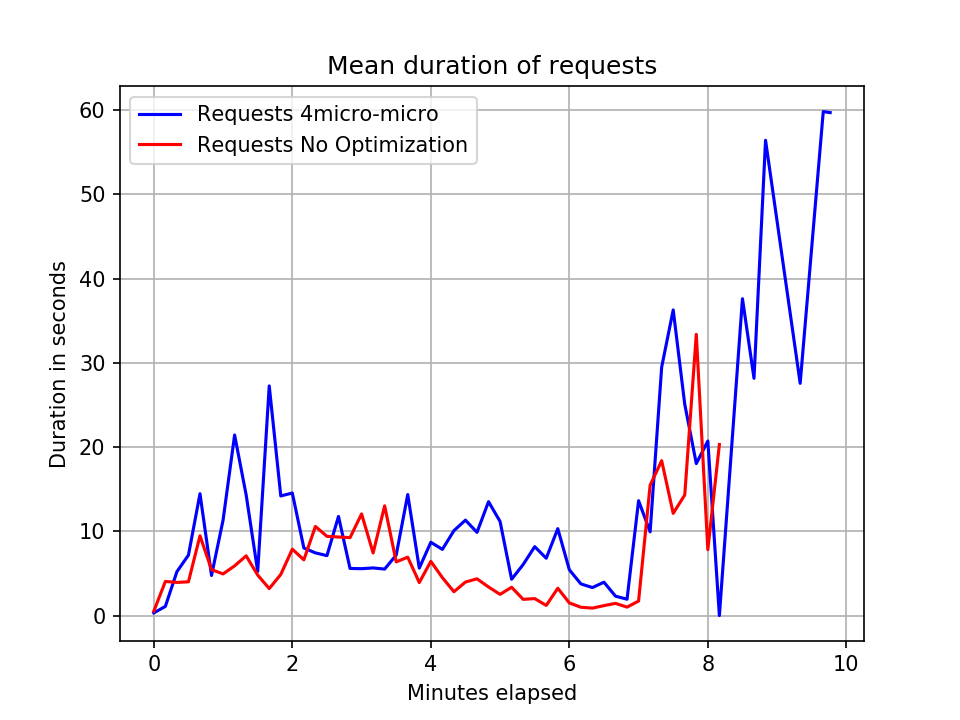 Mean duration of requests
Requests 4micro-micro
Requests No Optimization
Duration in seconds
60
50
40
30
20
10
0
0 2 4 6 8 10
Minutes elapsed